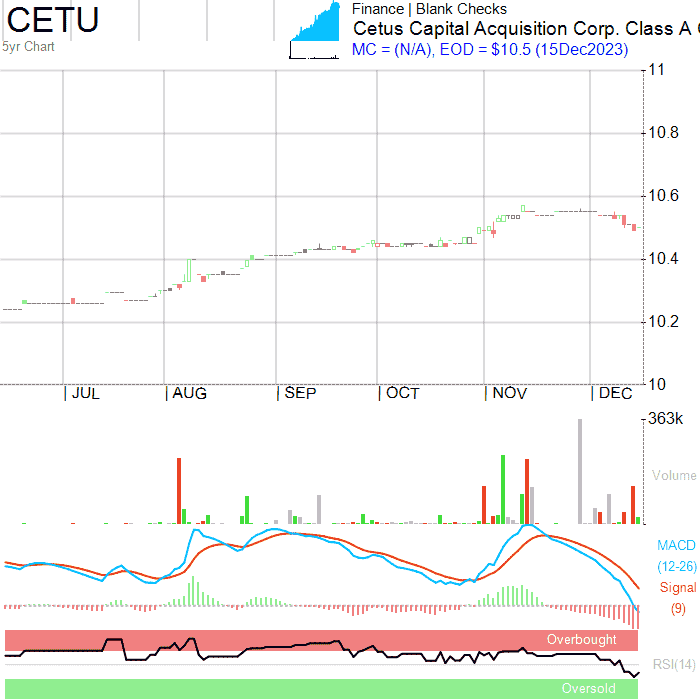 CETU
5yr Chart
Finance | Blank Checks
Cetus Capital Acquisition Corp. Class A
MC = (N/A), EOD = $10.5 (15Dec2023)
11
10.8
10.6
10.4
10.2
10
| JUL | AUG | SEP | OCT | NOV | DEC
363k
Volume
MACD
(12-26)
Signal
(9)
Overbought
RSI(14)
Oversold